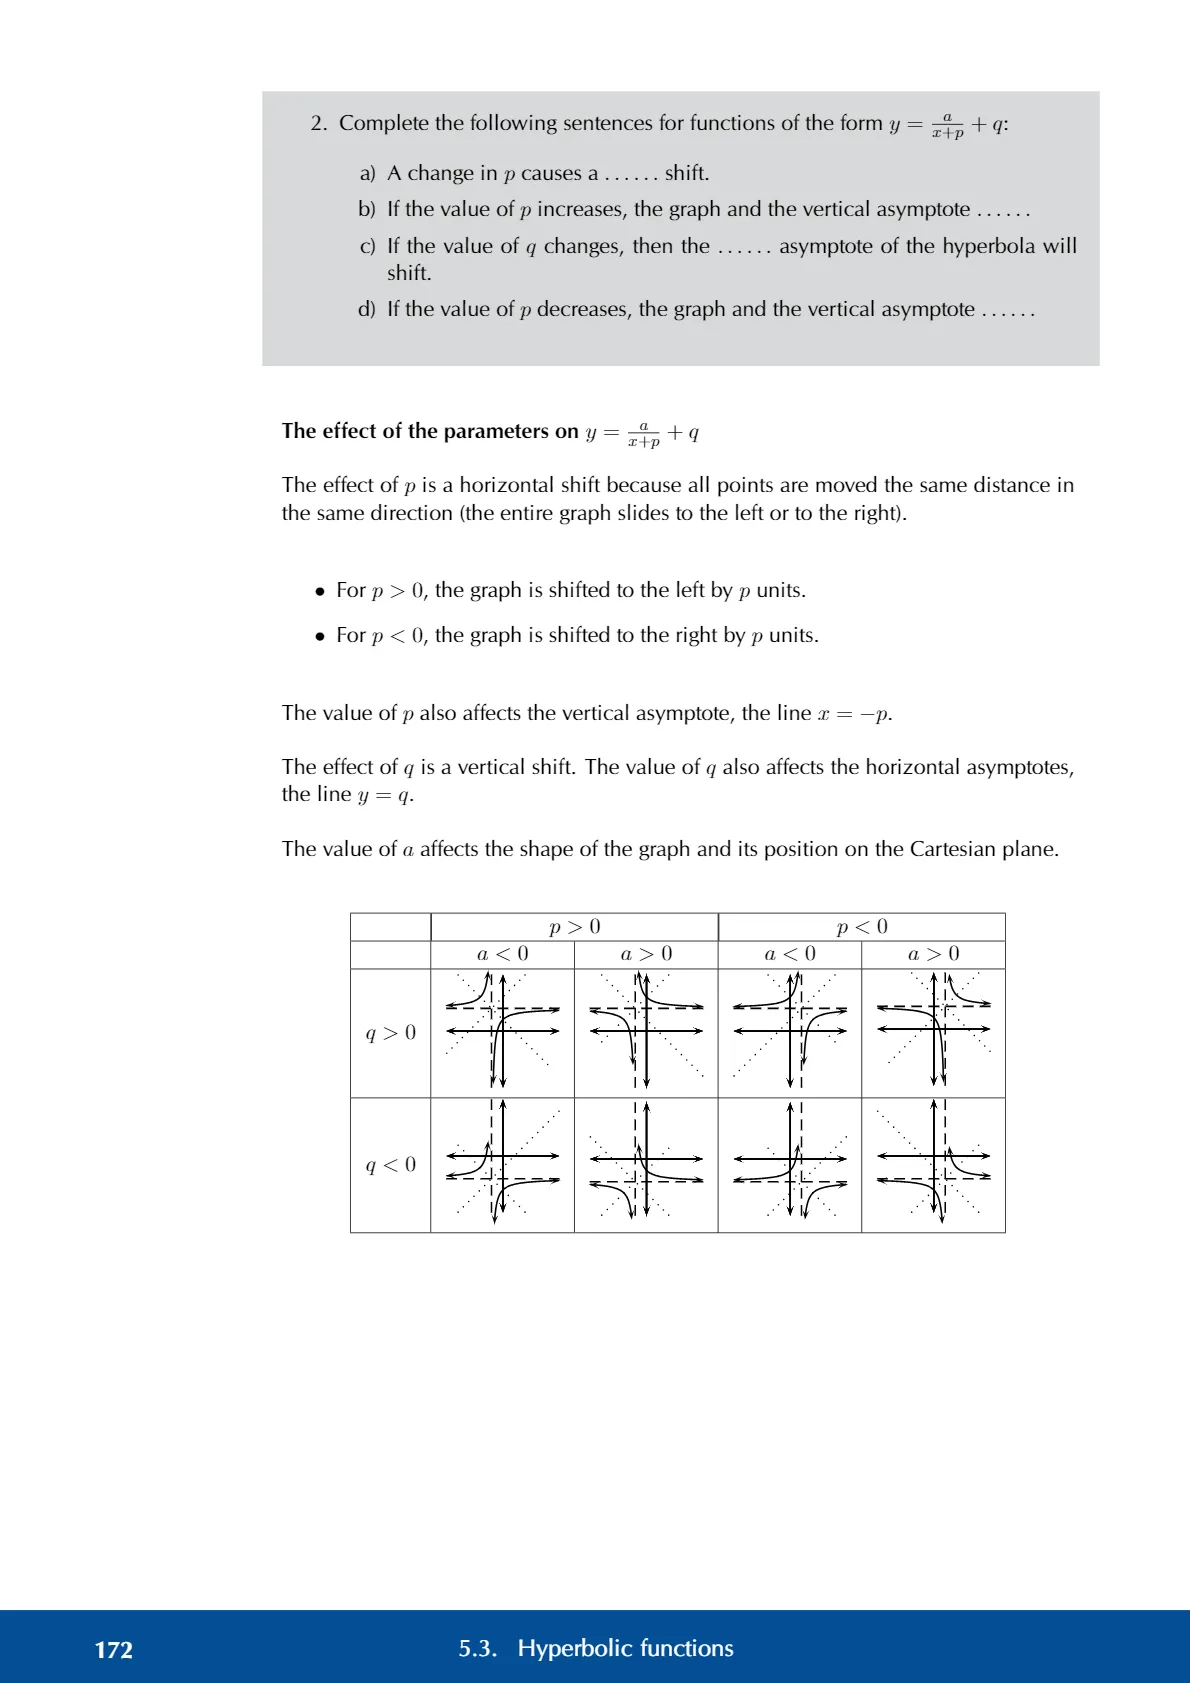 2. Complete the following sentences for functions of the form y = a/(x+p) + q:
a) A change in p causes a . . . . . . shift.
b) If the value of p increases, the graph and the vertical asymptote . . . . . .
c) If the value of q changes, then the . . . . . . asymptote of the hyperbola will
shift.
d) If the value of p decreases, the graph and the vertical asymptote . . . . . .
The effect of the parameters on y = a/(x+p) + q
The effect of p is a horizontal shift because all points are moved the same distance in
the same direction (the entire graph slides to the left or to the right).
• For p > 0, the graph is shifted to the left by p units.
• For p < 0, the graph is shifted to the right by p units.
The value of p also affects the vertical asymptote, the line x = −p.
The effect of q is a vertical shift. The value of q also affects the horizontal asymptotes,
the line y = q.
The value of a affects the shape of the graph and its position on the Cartesian plane.
p > 0 p < 0
a < 0 a > 0 a < 0 a > 0
q > 0
q < 0
172 5.3. Hyperbolic functions